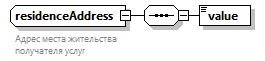 residenceAddress
value
Адрес места жительства
получателя услуг